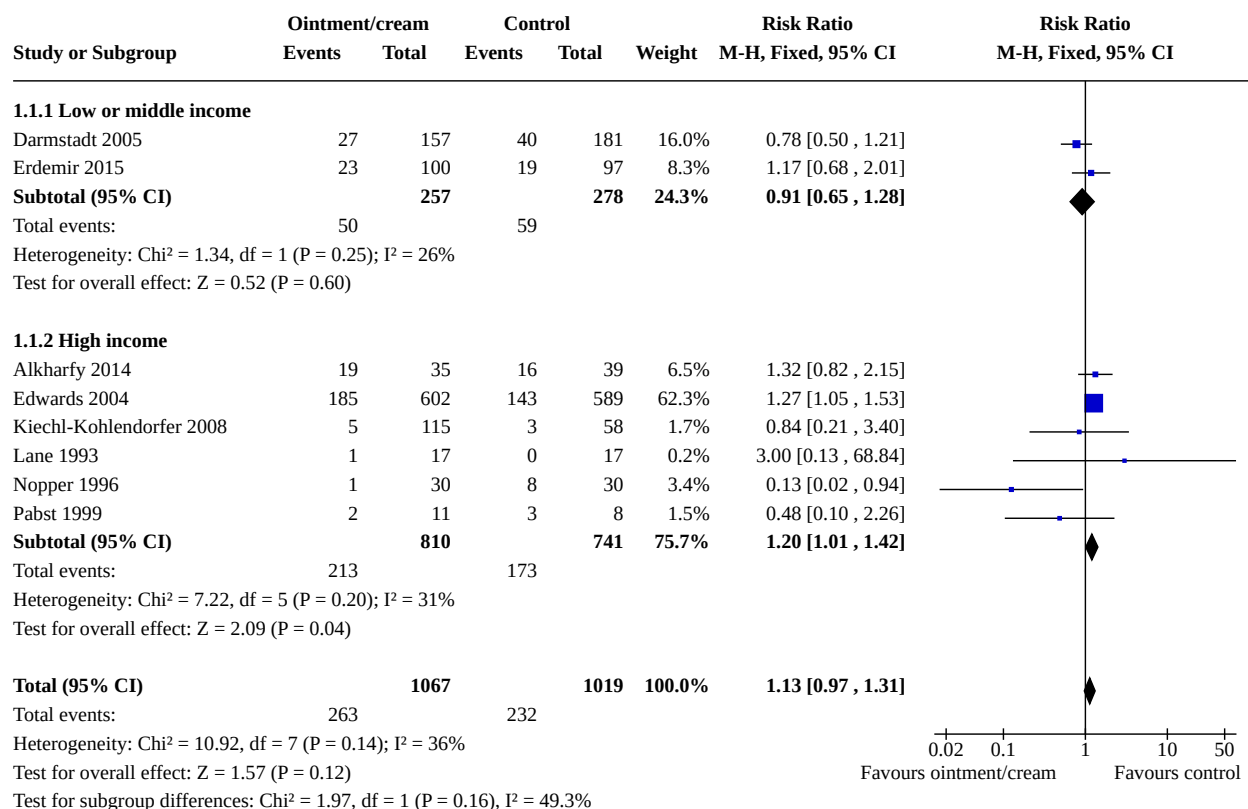 Ointment/cream Control Risk Ratio Risk Ratio
Study or Subgroup Events Total Events Total Weight M-H, Fixed, 95% CI M-H, Fixed, 95% CI
1.1.1 Low or middle income
Darmstadt 2005 27 157 40 181 16.0% 0.78 [0.50 , 1.21]
Erdemir 2015 23 100 19 97 8.3% 1.17 [0.68 , 2.01]
Subtotal (95% CI) 257 278 24.3% 0.91 [0.65 , 1.28]
Total events: 50 59
Heterogeneity: Chi² = 1.34, df = 1 (P = 0.25); I² = 26%
Test for overall effect: Z = 0.52 (P = 0.60)
1.1.2 High income
Alkharfy 2014 19 35 16 39 6.5% 1.32 [0.82 , 2.15]
Edwards 2004 185 602 143 589 62.3% 1.27 [1.05 , 1.53]
Kiechl-Kohlendorfer 2008 5 115 3 58 1.7% 0.84 [0.21 , 3.40]
Lane 1993 1 17 0 17 0.2% 3.00 [0.13 , 68.84]
Nopper 1996 1 30 8 30 3.4% 0.13 [0.02 , 0.94]
Pabst 1999 2 11 3 8 1.5% 0.48 [0.10 , 2.26]
Subtotal (95% CI) 810 741 75.7% 1.20 [1.01 , 1.42]
Total events: 213 173
Heterogeneity: Chi² = 7.22, df = 5 (P = 0.20); I² = 31%
Test for overall effect: Z = 2.09 (P = 0.04)
Total (95% CI) 1067 1019 100.0% 1.13 [0.97 , 1.31]
Total events: 263 232
Heterogeneity: Chi² = 10.92, df = 7 (P = 0.14); I² = 36%
0.02 0.1 1 10 50
Test for overall effect: Z = 1.57 (P = 0.12)
Favours ointment/cream Favours control
Test for subgroup differences: Chi² = 1.97, df = 1 (P = 0.16), I² = 49.3%